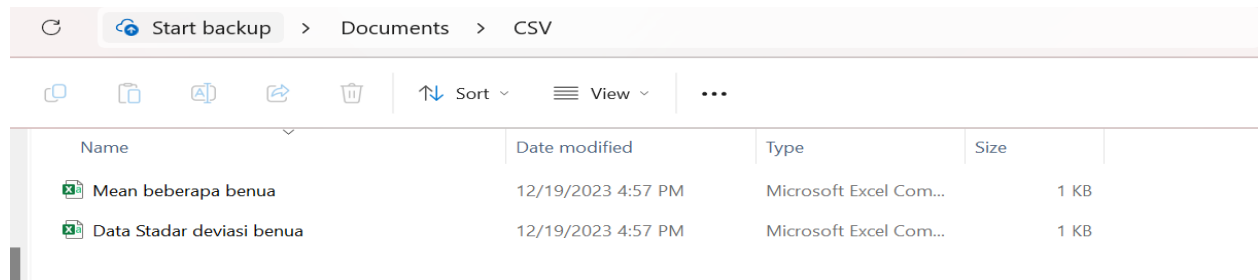 Start backup > Documents > CSV
Sort View ...
Name Date modified Type Size
Mean beberapa benua 12/19/2023 4:57 PM Microsoft Excel Com... 1 KB
Data Stadar deviasi benua 12/19/2023 4:57 PM Microsoft Excel Com... 1 KB